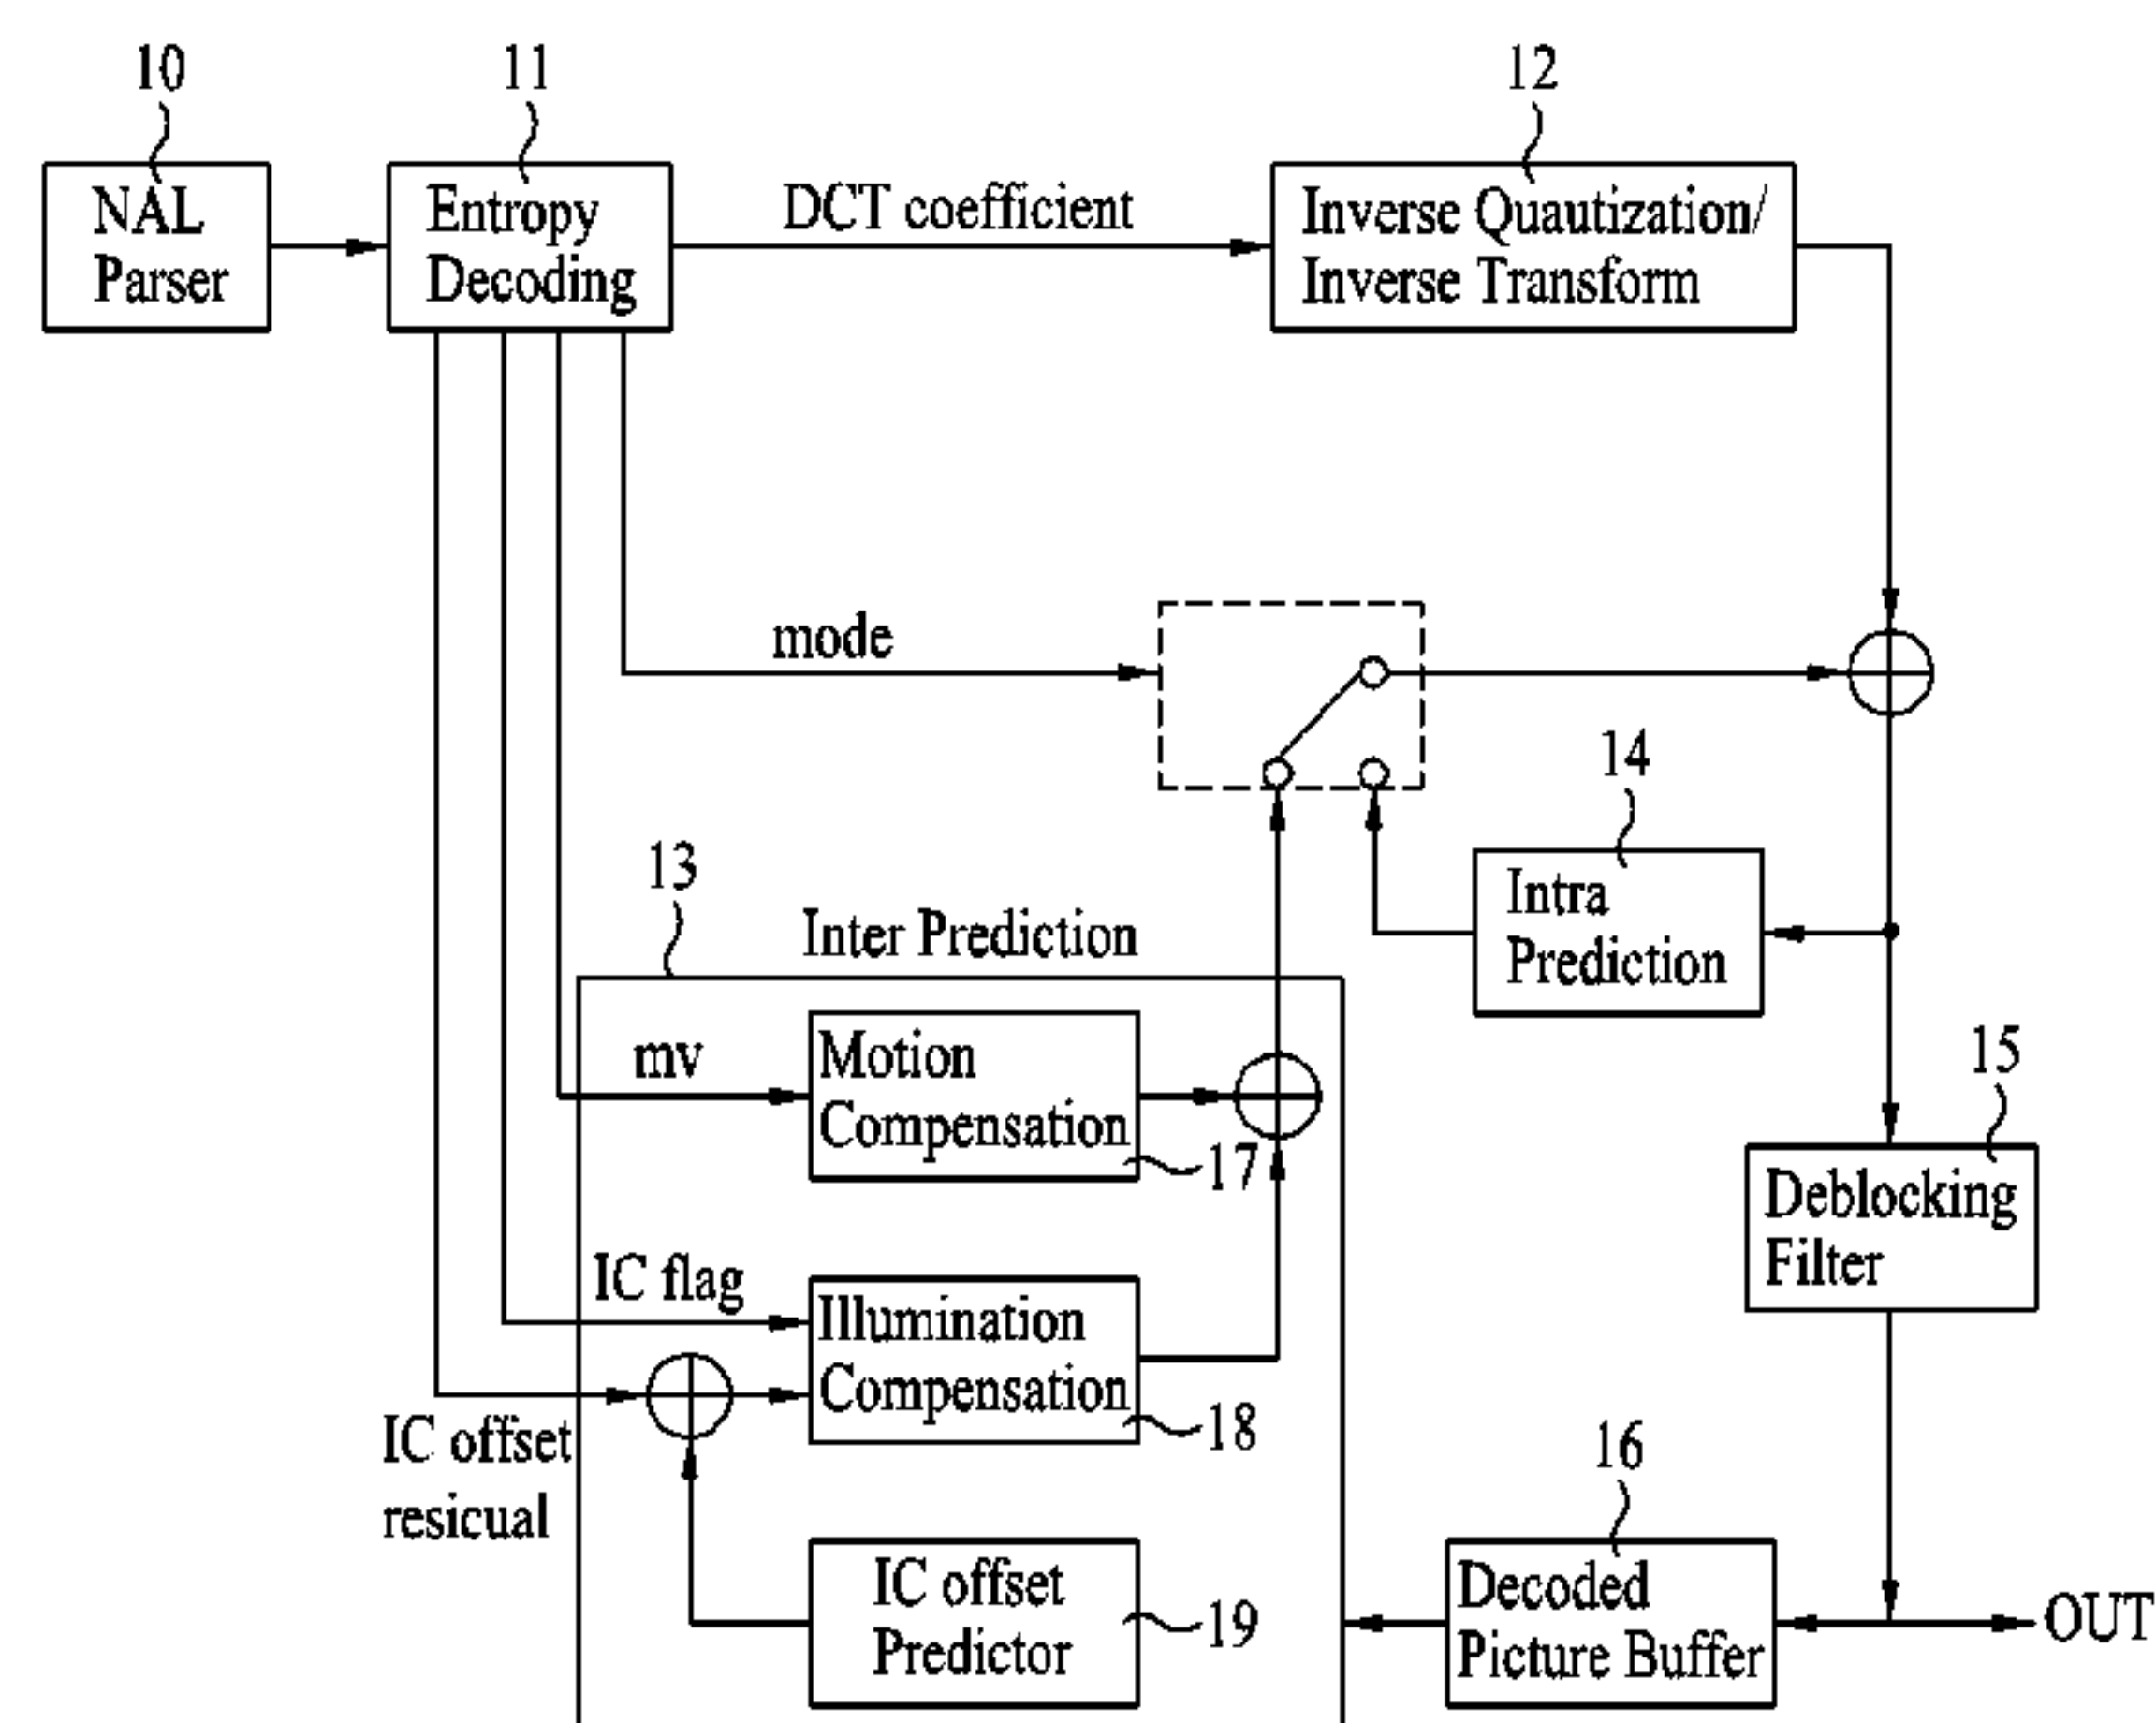 10
11
12
NAL
Parser
Entropy
Decoding
DCT coefficient
Inverse Quautization/
Inverse Transform
mode
14
Intra
Prediction
13
Inter Prediction
mv
Motion
Compensation
17
15
Deblocking
Filter
IC flag
Illumination
Compensation
18
IC offset
resicual
16
IC offset
Predictor
19
Decoded
Picture Buffer
OUT